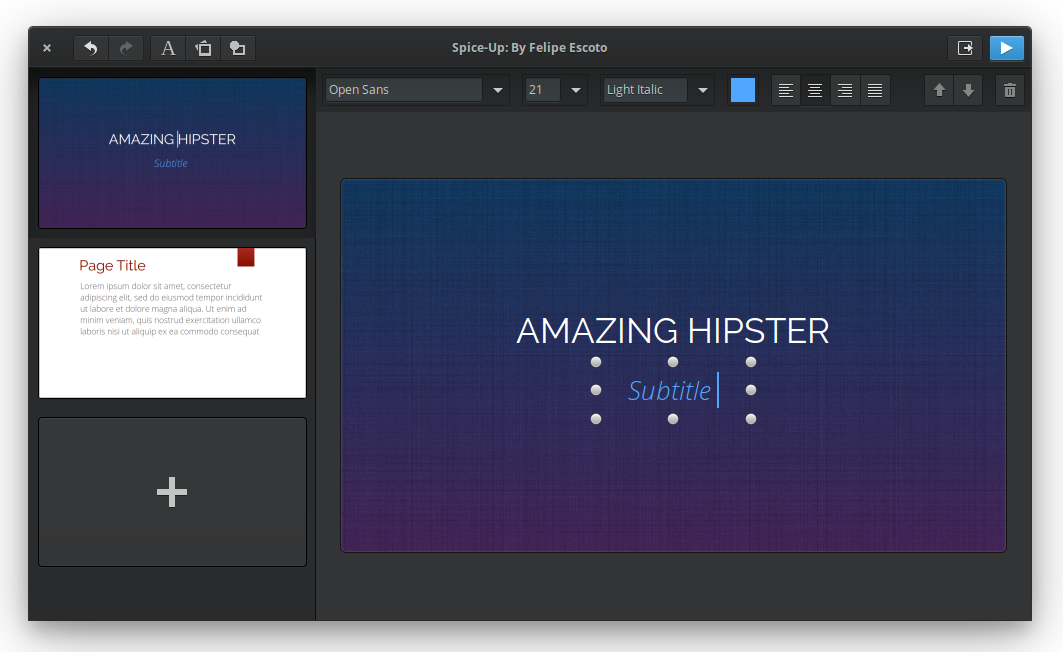 Spice-Up: By Felipe Escoto
A
Open Sans
21
Light Italic
AMAZING HIPSTER
Subtitle
Page Title
Lorem ipsum dolor sit amet, consectetur
adipiscing elit, sed do eiusmod tempor incididunt
ut labore et dolore magna aliqua. Ut enim ad
minim veniam, quis nostrud exercitation ullamco
laboris nisi ut aliquip ex ea commodo consequat
AMAZING HIPSTER
Subtitle